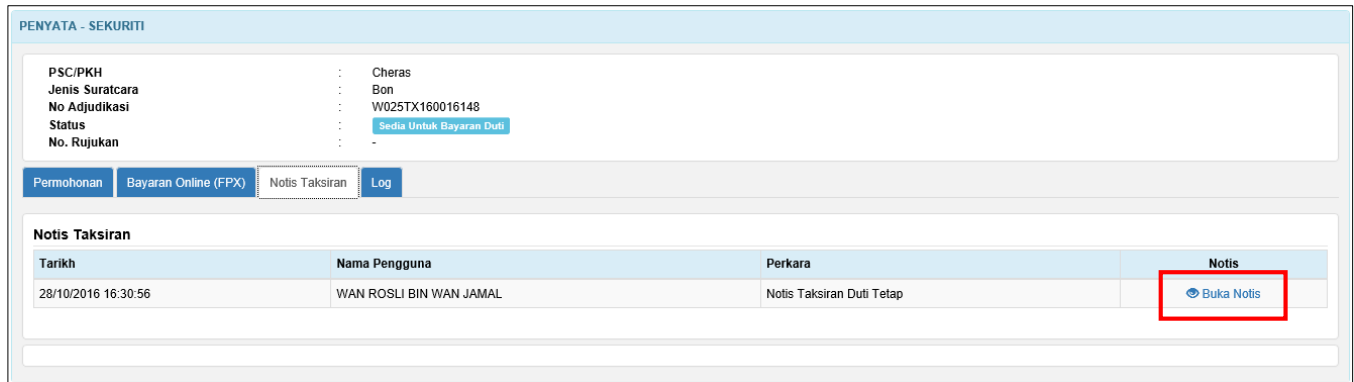 PENYATA - SEKURITI
PSC/PKH : Cheras
Jenis Suratcara : Bon
No Adjudikasi : W025TX160016148
Status : Sedia Untuk Bayaran Duti
No. Rujukan : -
Permohonan Bayaran Online (FPX) Notis Taksiran Log
Notis Taksiran
Tarikh Nama Pengguna Perkara Notis
28/10/2016 16:30:56 WAN ROSLI BIN WAN JAMAL Notis Taksiran Duti Tetap Buka Notis